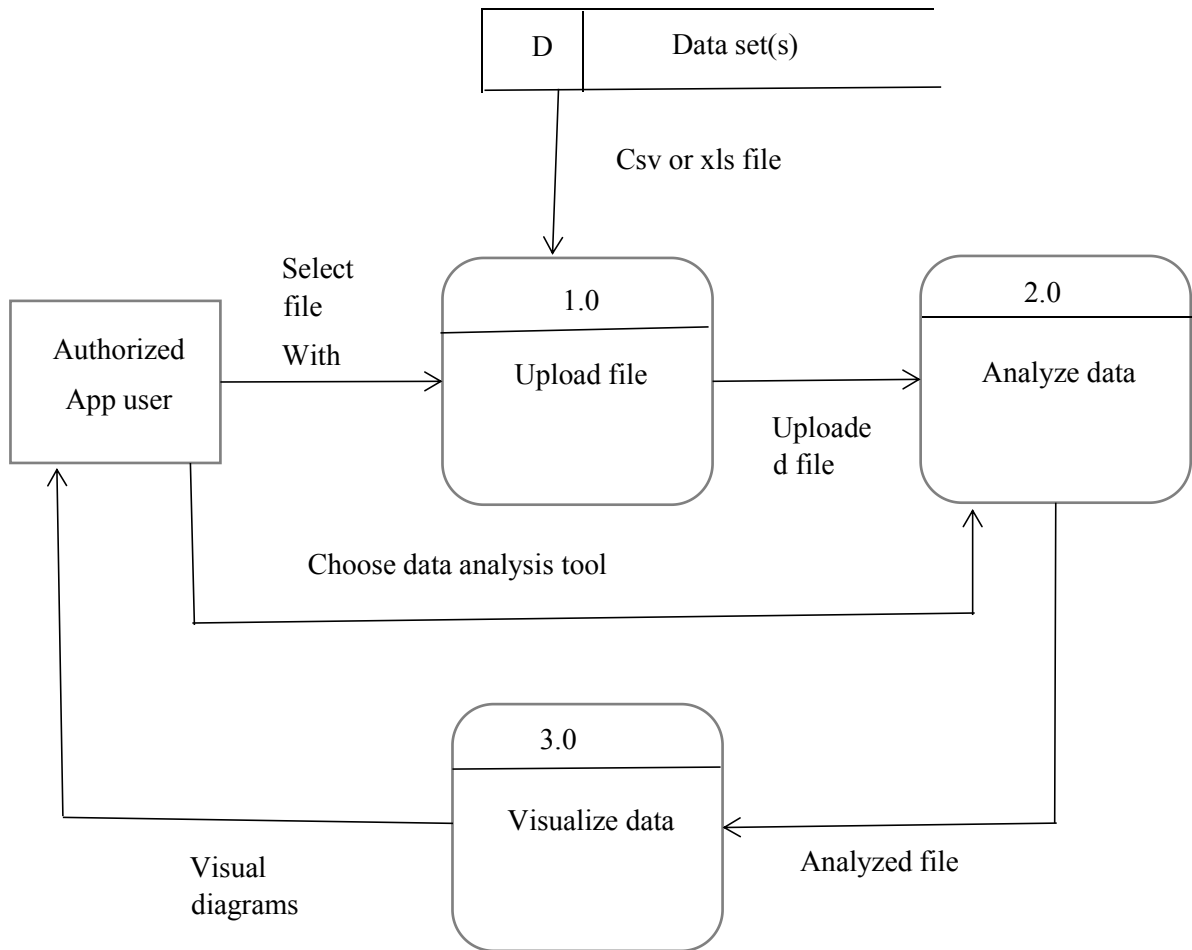 D
Data set(s)
Csv or xls file
Select
file
With
1.0
2.0
Authorized
App user
Upload file
Analyze data
Uploade
d file
Choose data analysis tool
3.0
Visualize data
Analyzed file
Visual
diagrams